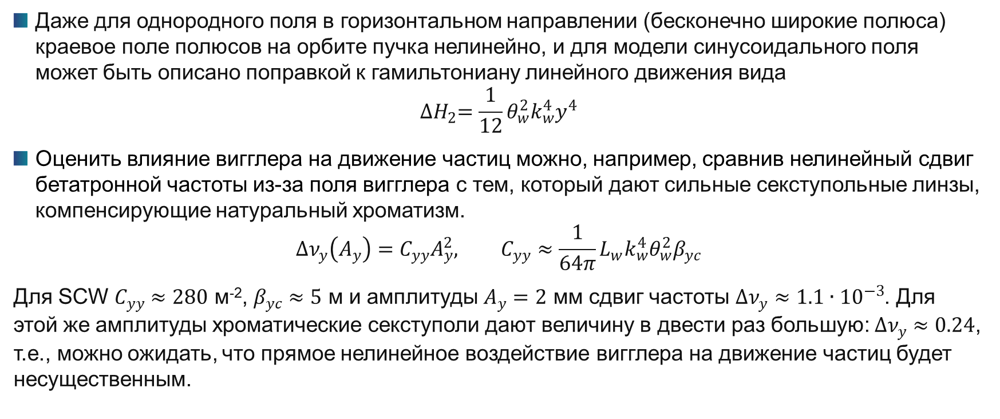 Даже для однородного поля в горизонтальном направлении (бесконечно широкие полюса)
краевое поле полюсов на орбите пучка нелинейно, и для модели синусоидального поля
может быть описано поправкой к гамильтониану линейного движения вида
$\Delta H_2 = \frac{1}{12} \theta_w^2 k_w^4 y^4$
Оценить влияние вигглера на движение частиц можно, например, сравнив нелинейный сдвиг
бетатронной частоты из-за поля вигглера с тем, который дают сильные секступольные линзы,
компенсирующие натуральный хроматизм.
$\Delta\nu_y(A_y) = C_{yy} A_y^2, \quad C_{yy} \approx \frac{1}{64\pi} L_w k_w^4 \theta_w^2 \beta_{yc}$
Для SCW $C_{yy} \approx 280$ м$^{-2}$, $\beta_{yc} \approx 5$ м и амплитуды $A_y = 2$ мм сдвиг частоты $\Delta\nu_y \approx 1.1 \cdot 10^{-3}$. Для
этой же амплитуды хроматические секступоли дают величину в двести раз большую: $\Delta\nu_y \approx 0.24$,
т.е., можно ожидать, что прямое нелинейное воздействие вигглера на движение частиц будет
несущественным.